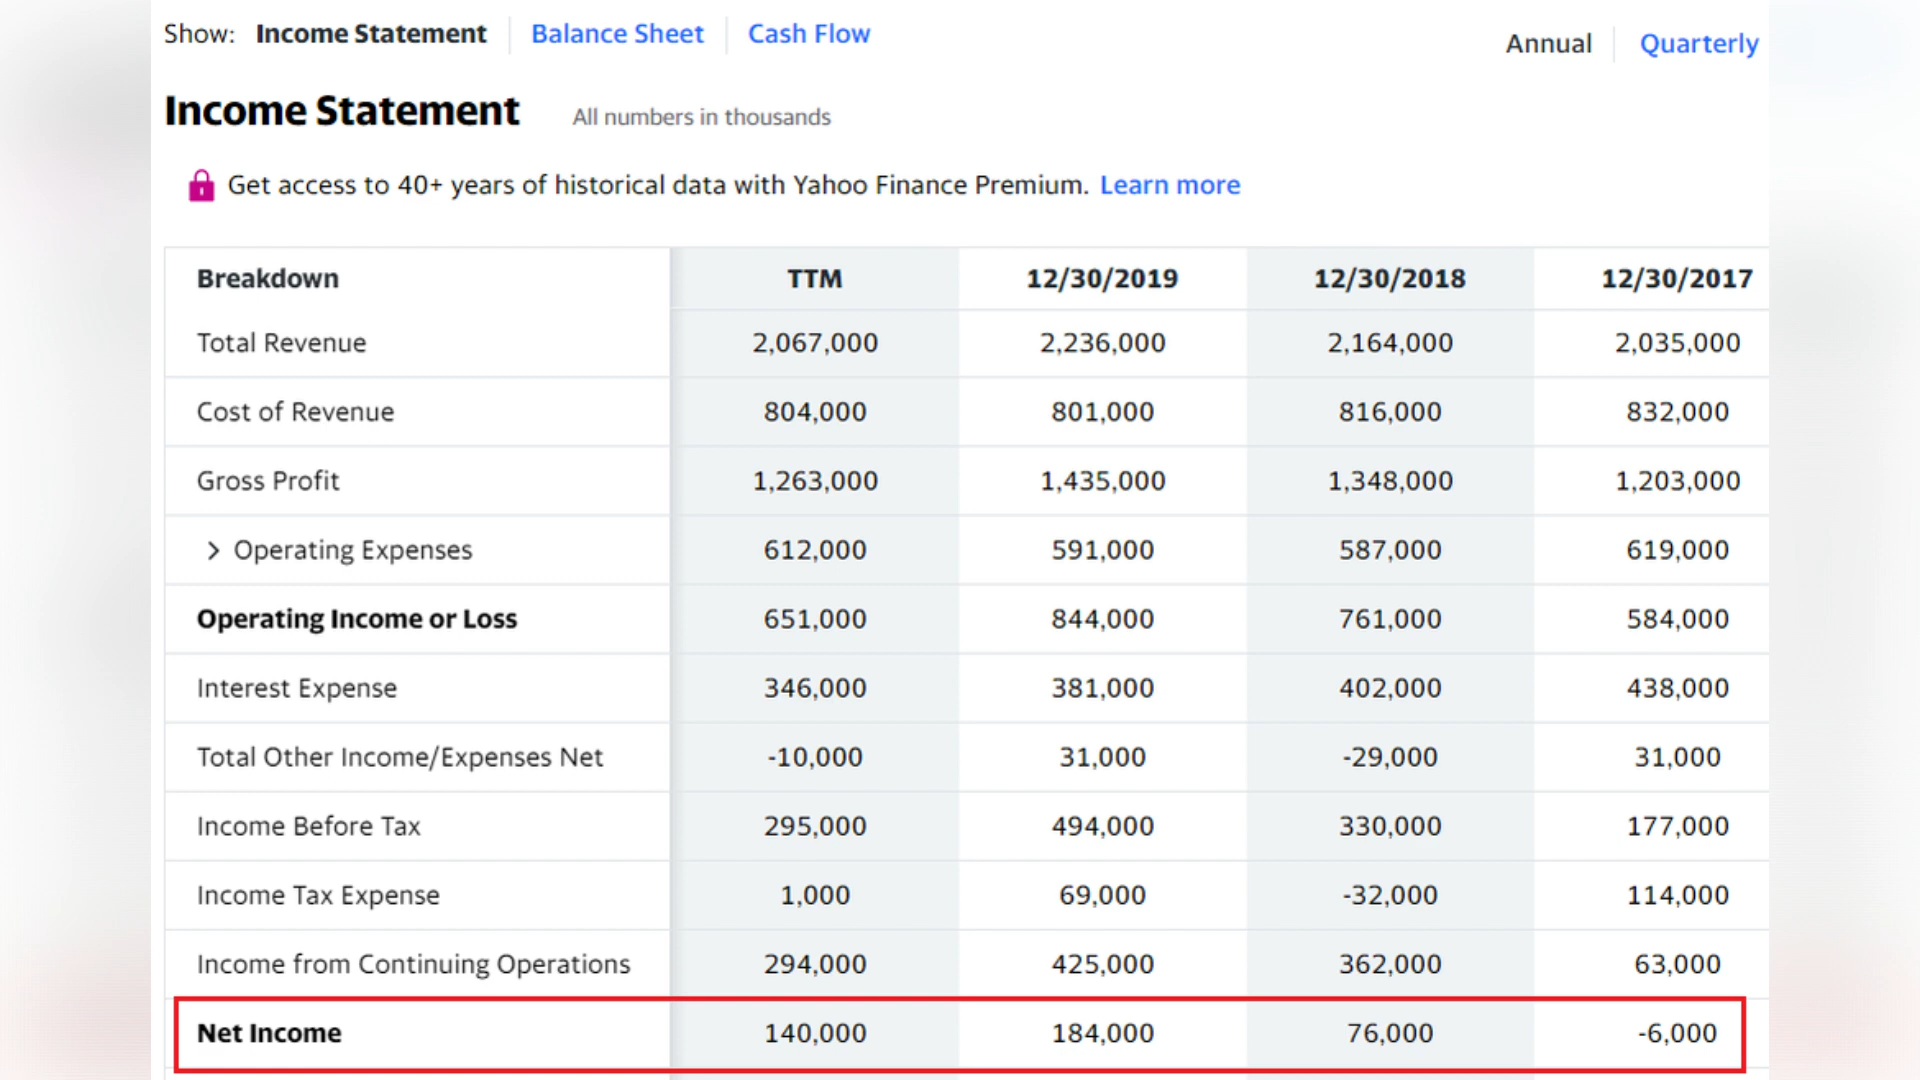 Show: Income Statement Balance Sheet Cash Flow Annual Quarterly
Income Statement All numbers in thousands
Get access to 40+ years of historical data with Yahoo Finance Premium. Learn more
Breakdown TTM 12/30/2019 12/30/2018 12/30/2017
Total Revenue 2,067,000 2,236,000 2,164,000 2,035,000
Cost of Revenue 804,000 801,000 816,000 832,000
Gross Profit 1,263,000 1,435,000 1,348,000 1,203,000
Operating Expenses 612,000 591,000 587,000 619,000
Operating Income or Loss 651,000 844,000 761,000 584,000
Interest Expense 346,000 381,000 402,000 438,000
Total Other Income/Expenses Net -10,000 31,000 -29,000 31,000
Income Before Tax 295,000 494,000 330,000 177,000
Income Tax Expense 1,000 69,000 -32,000 114,000
Income from Continuing Operations 294,000 425,000 362,000 63,000
Net Income 140,000 184,000 76,000 -6,000